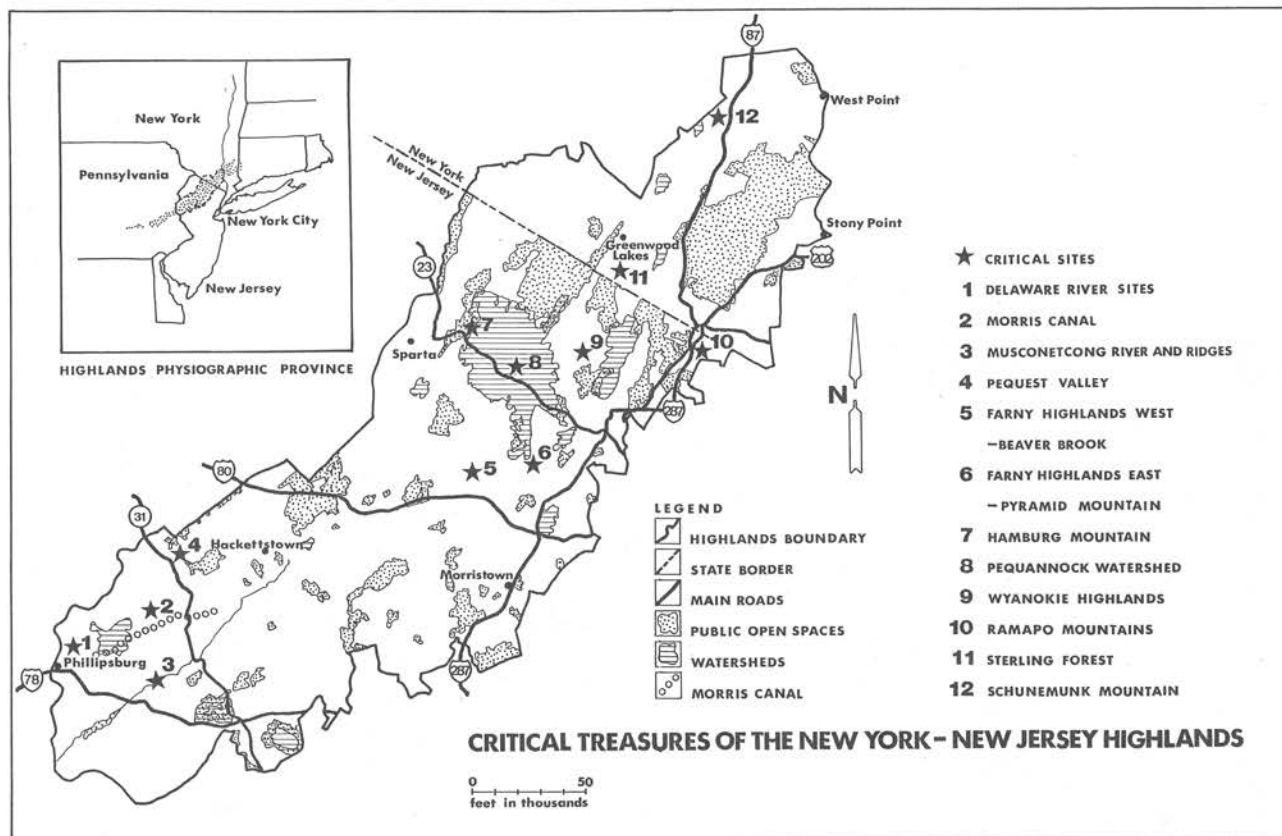 New York
Pennsylvania
New York City
New Jersey
HIGHLANDS PHYSIOGRAPHIC PROVINCE
87
West Point
12
New York
New Jersey
Stony Point
Greenwood
Lakes
202
23
11
7
Sparta
9
10
8
287
N
6
5
80
31
4
Hackettstown
Morristown
2
1
Phillipsburg
3
78
287
★ CRITICAL SITES
1 DELAWARE RIVER SITES
2 MORRIS CANAL
3 MUSCONETCONG RIVER AND RIDGES
4 PEQUEST VALLEY
5 FARNY HIGHLANDS WEST
–BEAVER BROOK
6 FARNY HIGHLANDS EAST
–PYRAMID MOUNTAIN
7 HAMBURG MOUNTAIN
8 PEQUANNOCK WATERSHED
9 WYANOKIE HIGHLANDS
10 RAMAPO MOUNTAINS
11 STERLING FOREST
12 SCHUNEMUNK MOUNTAIN
LEGEND
HIGHLANDS BOUNDARY
STATE BORDER
MAIN ROADS
PUBLIC OPEN SPACES
WATERSHEDS
MORRIS CANAL
CRITICAL TREASURES OF THE NEW YORK–NEW JERSEY HIGHLANDS
0 50
feet in thousands